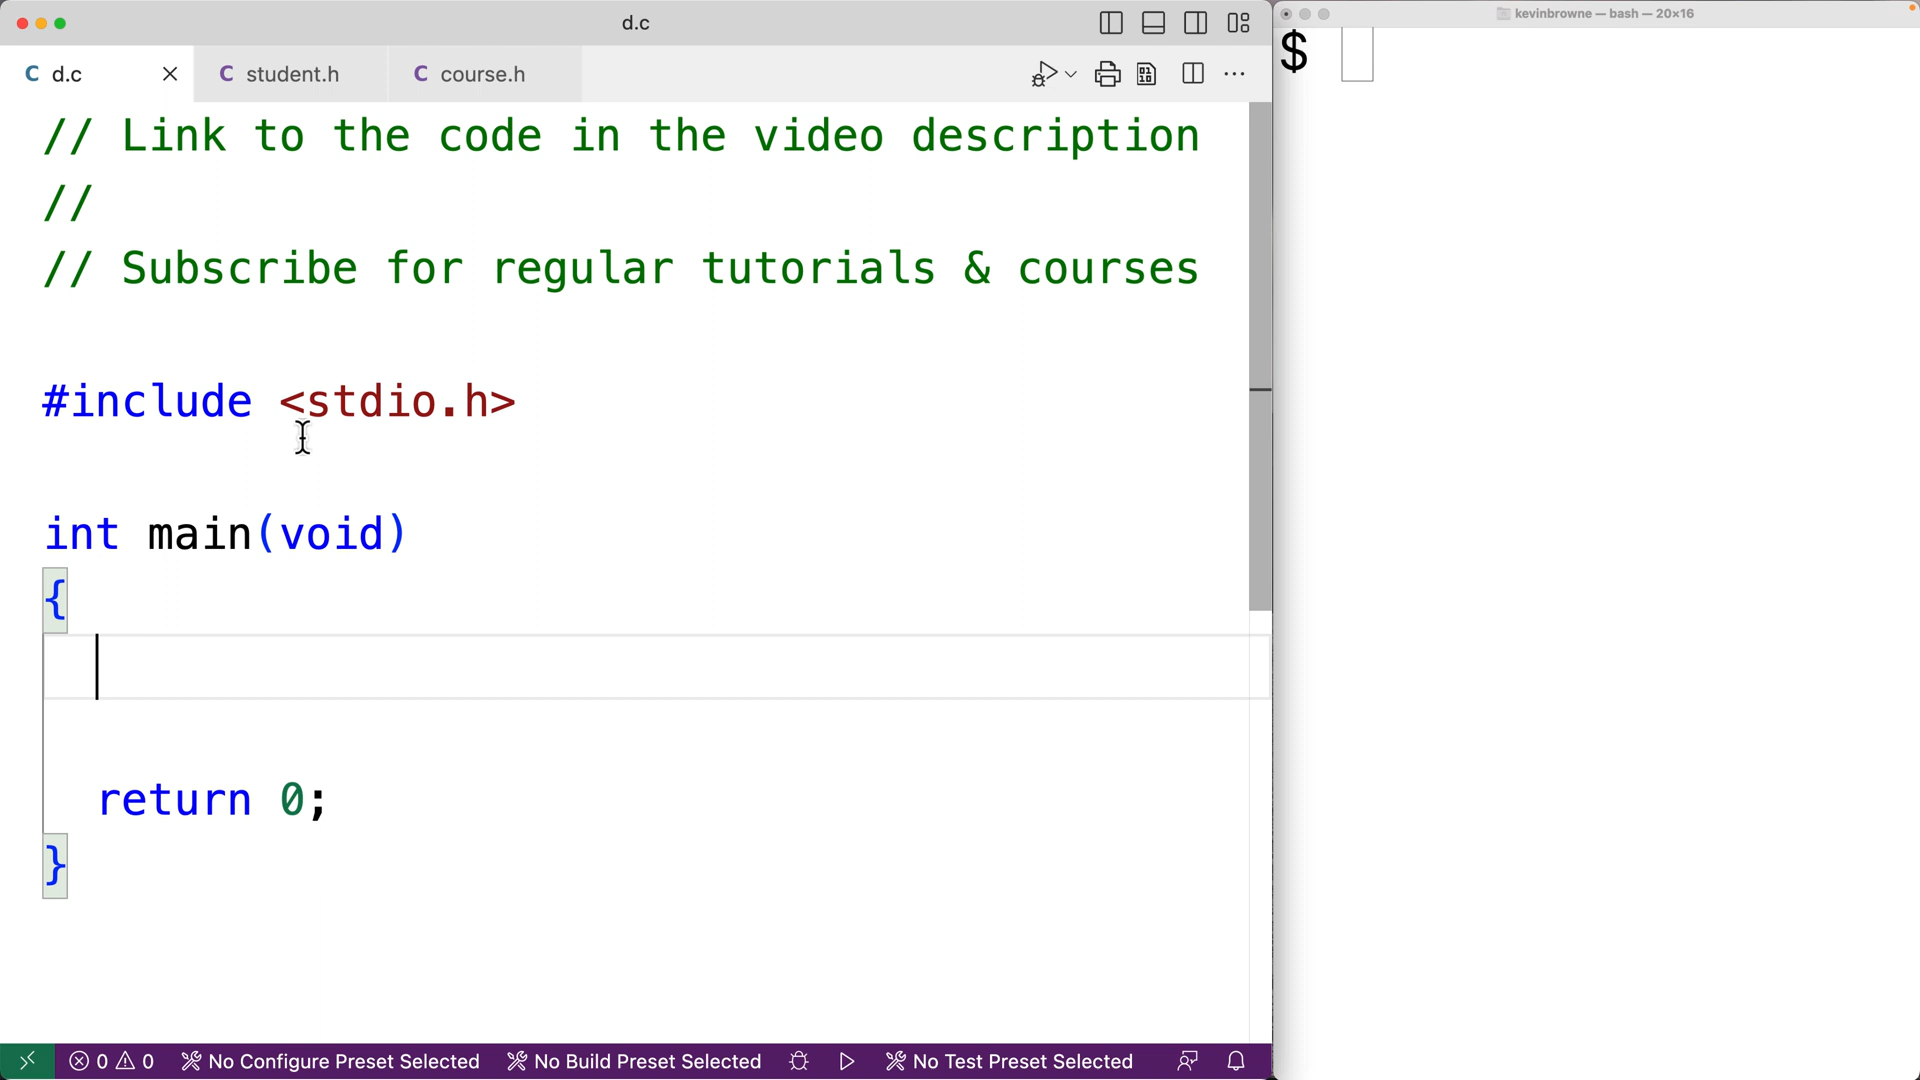 d.c
kevinbrowne — bash — 20×16
C d.c
C student.h
C course.h
$
// Link to the code in the video description
//
// Subscribe for regular tutorials & courses
#include <stdio.h>
int main(void)
{
return 0;
}
0 0 No Configure Preset Selected No Build Preset Selected No Test Preset Selected